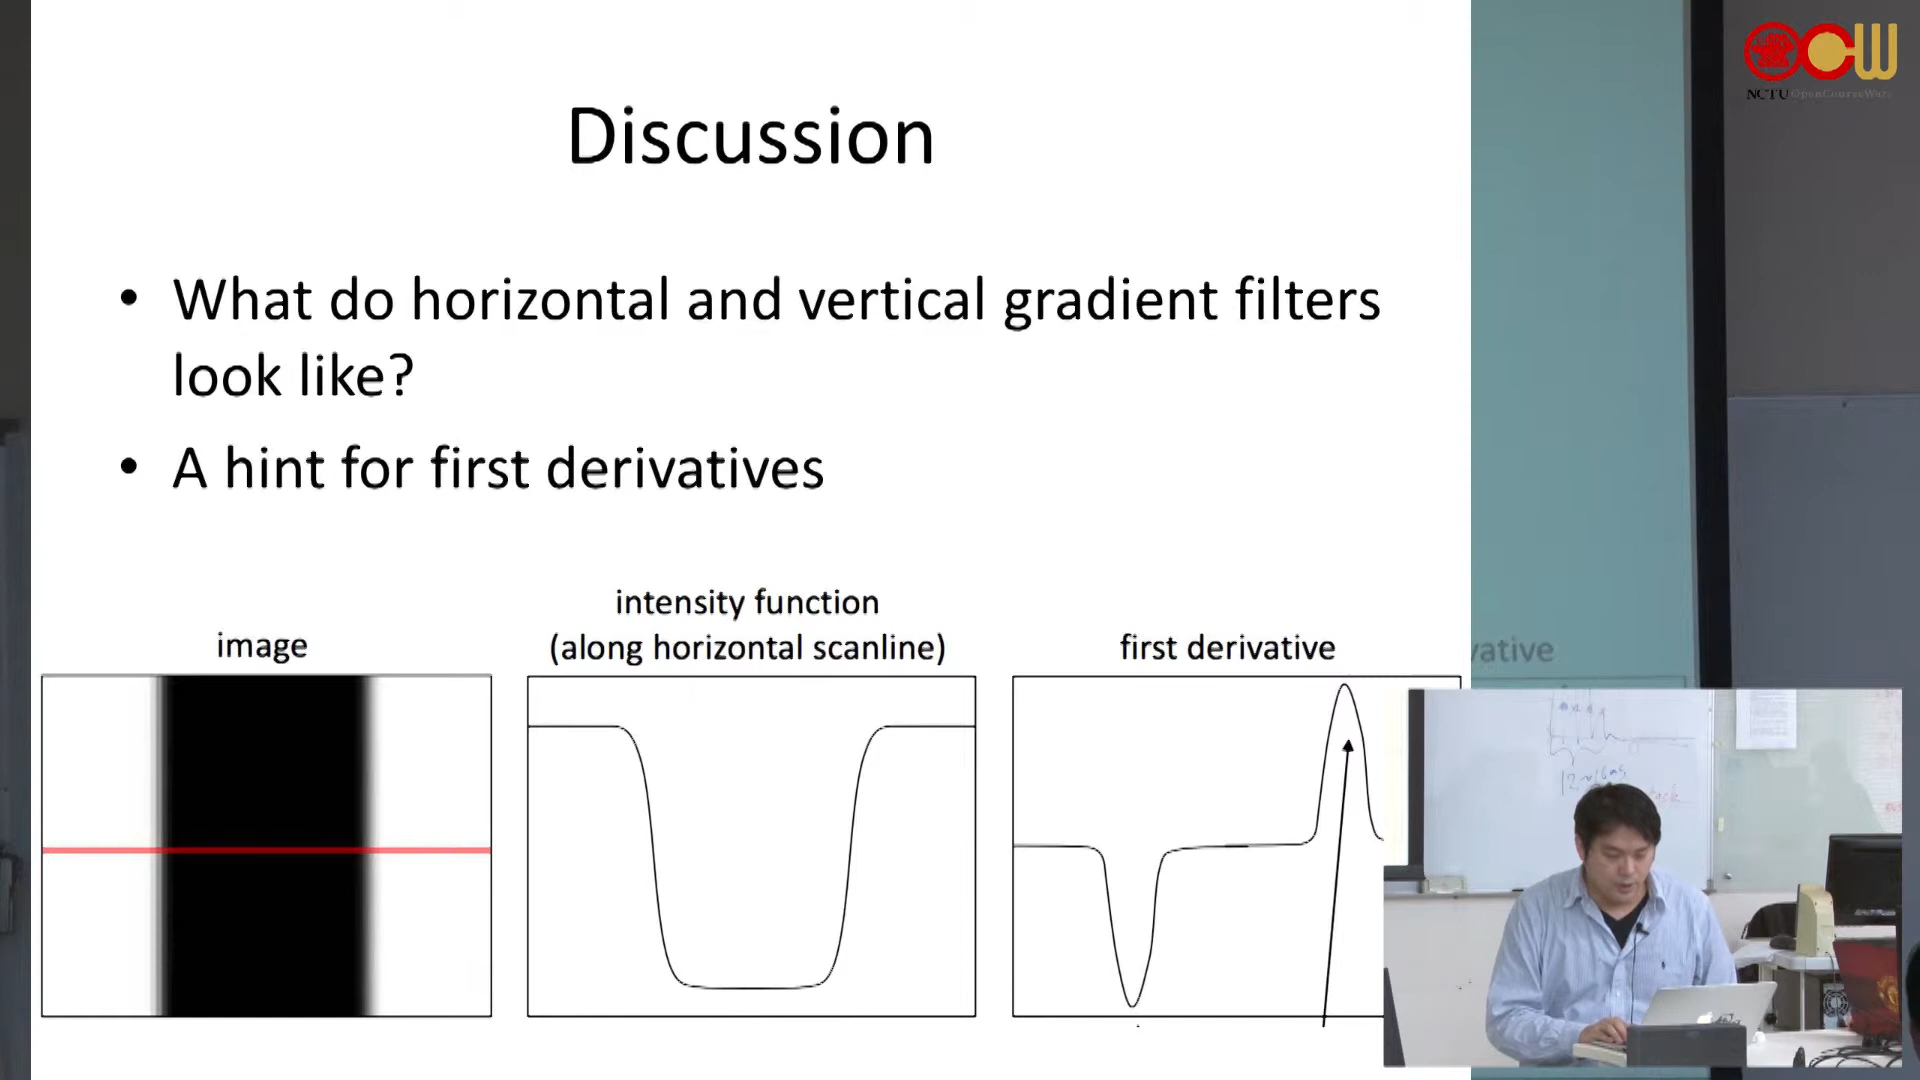 Discussion
• What do horizontal and vertical gradient filters
look like?
• A hint for first derivatives
image
intensity function
(along horizontal scanline)
first derivative
vative
NCTU OpenCourseWare